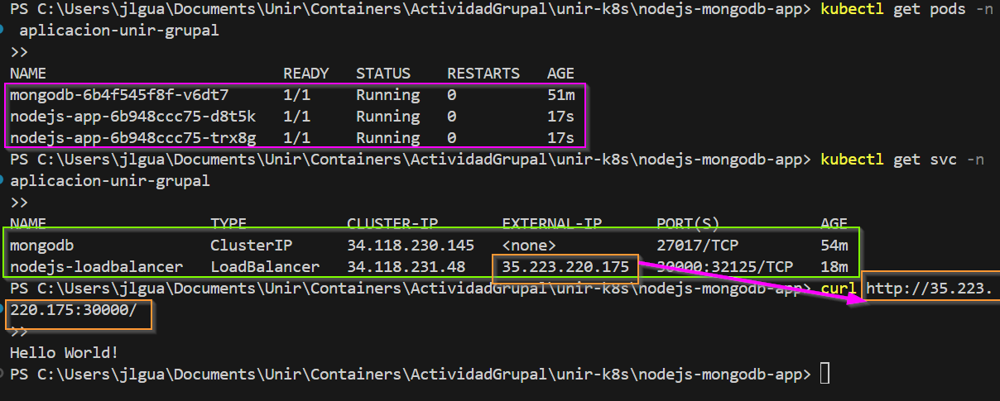 PS C:\Users\jlgua\Documents\Unir\Containers\ActividadGrupal\unir-k8s\nodejs-mongodb-app> kubectl get pods -n
aplicacion-unir-grupal
>>
NAME READY STATUS RESTARTS AGE
mongodb-6b4f545f8f-v6dt7 1/1 Running 0 51m
nodejs-app-6b948ccc75-d8t5k 1/1 Running 0 17s
nodejs-app-6b948ccc75-trx8g 1/1 Running 0 17s
PS C:\Users\jlgua\Documents\Unir\Containers\ActividadGrupal\unir-k8s\nodejs-mongodb-app> kubectl get svc -n
aplicacion-unir-grupal
>>
NAME TYPE CLUSTER-IP EXTERNAL-IP PORT(S) AGE
mongodb ClusterIP 34.118.230.145 <none> 27017/TCP 54m
nodejs-loadbalancer LoadBalancer 34.118.231.48 35.223.220.175 30000:32125/TCP 18m
PS C:\Users\jlgua\Documents\Unir\Containers\ActividadGrupal\unir-k8s\nodejs-mongodb-app> curl http://35.223.
220.175:30000/
>>
Hello World!
PS C:\Users\jlgua\Documents\Unir\Containers\ActividadGrupal\unir-k8s\nodejs-mongodb-app>